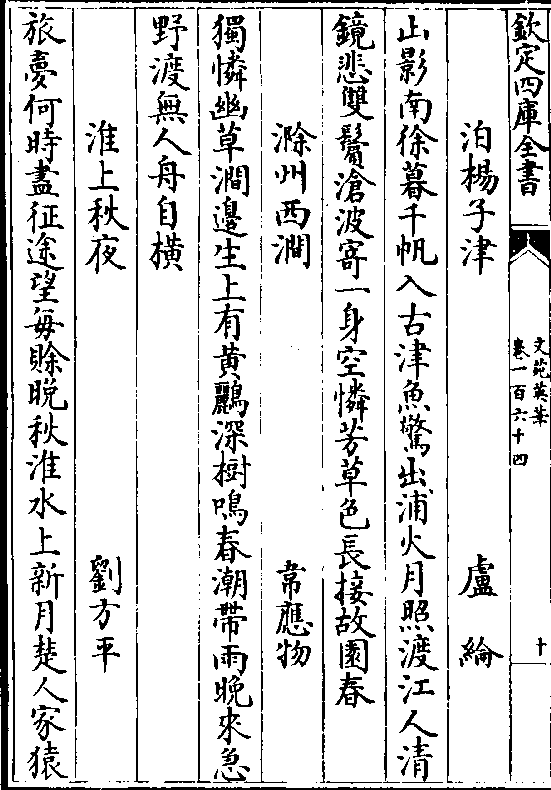 欽定四庫全書
文苑英華
卷一百六十四
十
泊楊子津 盧綸
山影南徐暮千帆入古津魚驚出浦火月照渡江人清
鏡悲雙鬢滄波寄一身空憐芳草色長接故園春
滁州西澗 韋應物
獨憐幽草澗邊生上有黄鸝深樹鳴春潮帶雨晚來急
野渡無人舟自橫
淮上秋夜 劉方平
旅夢何時盡征途望每賒晚秋淮水上新月楚人家猿